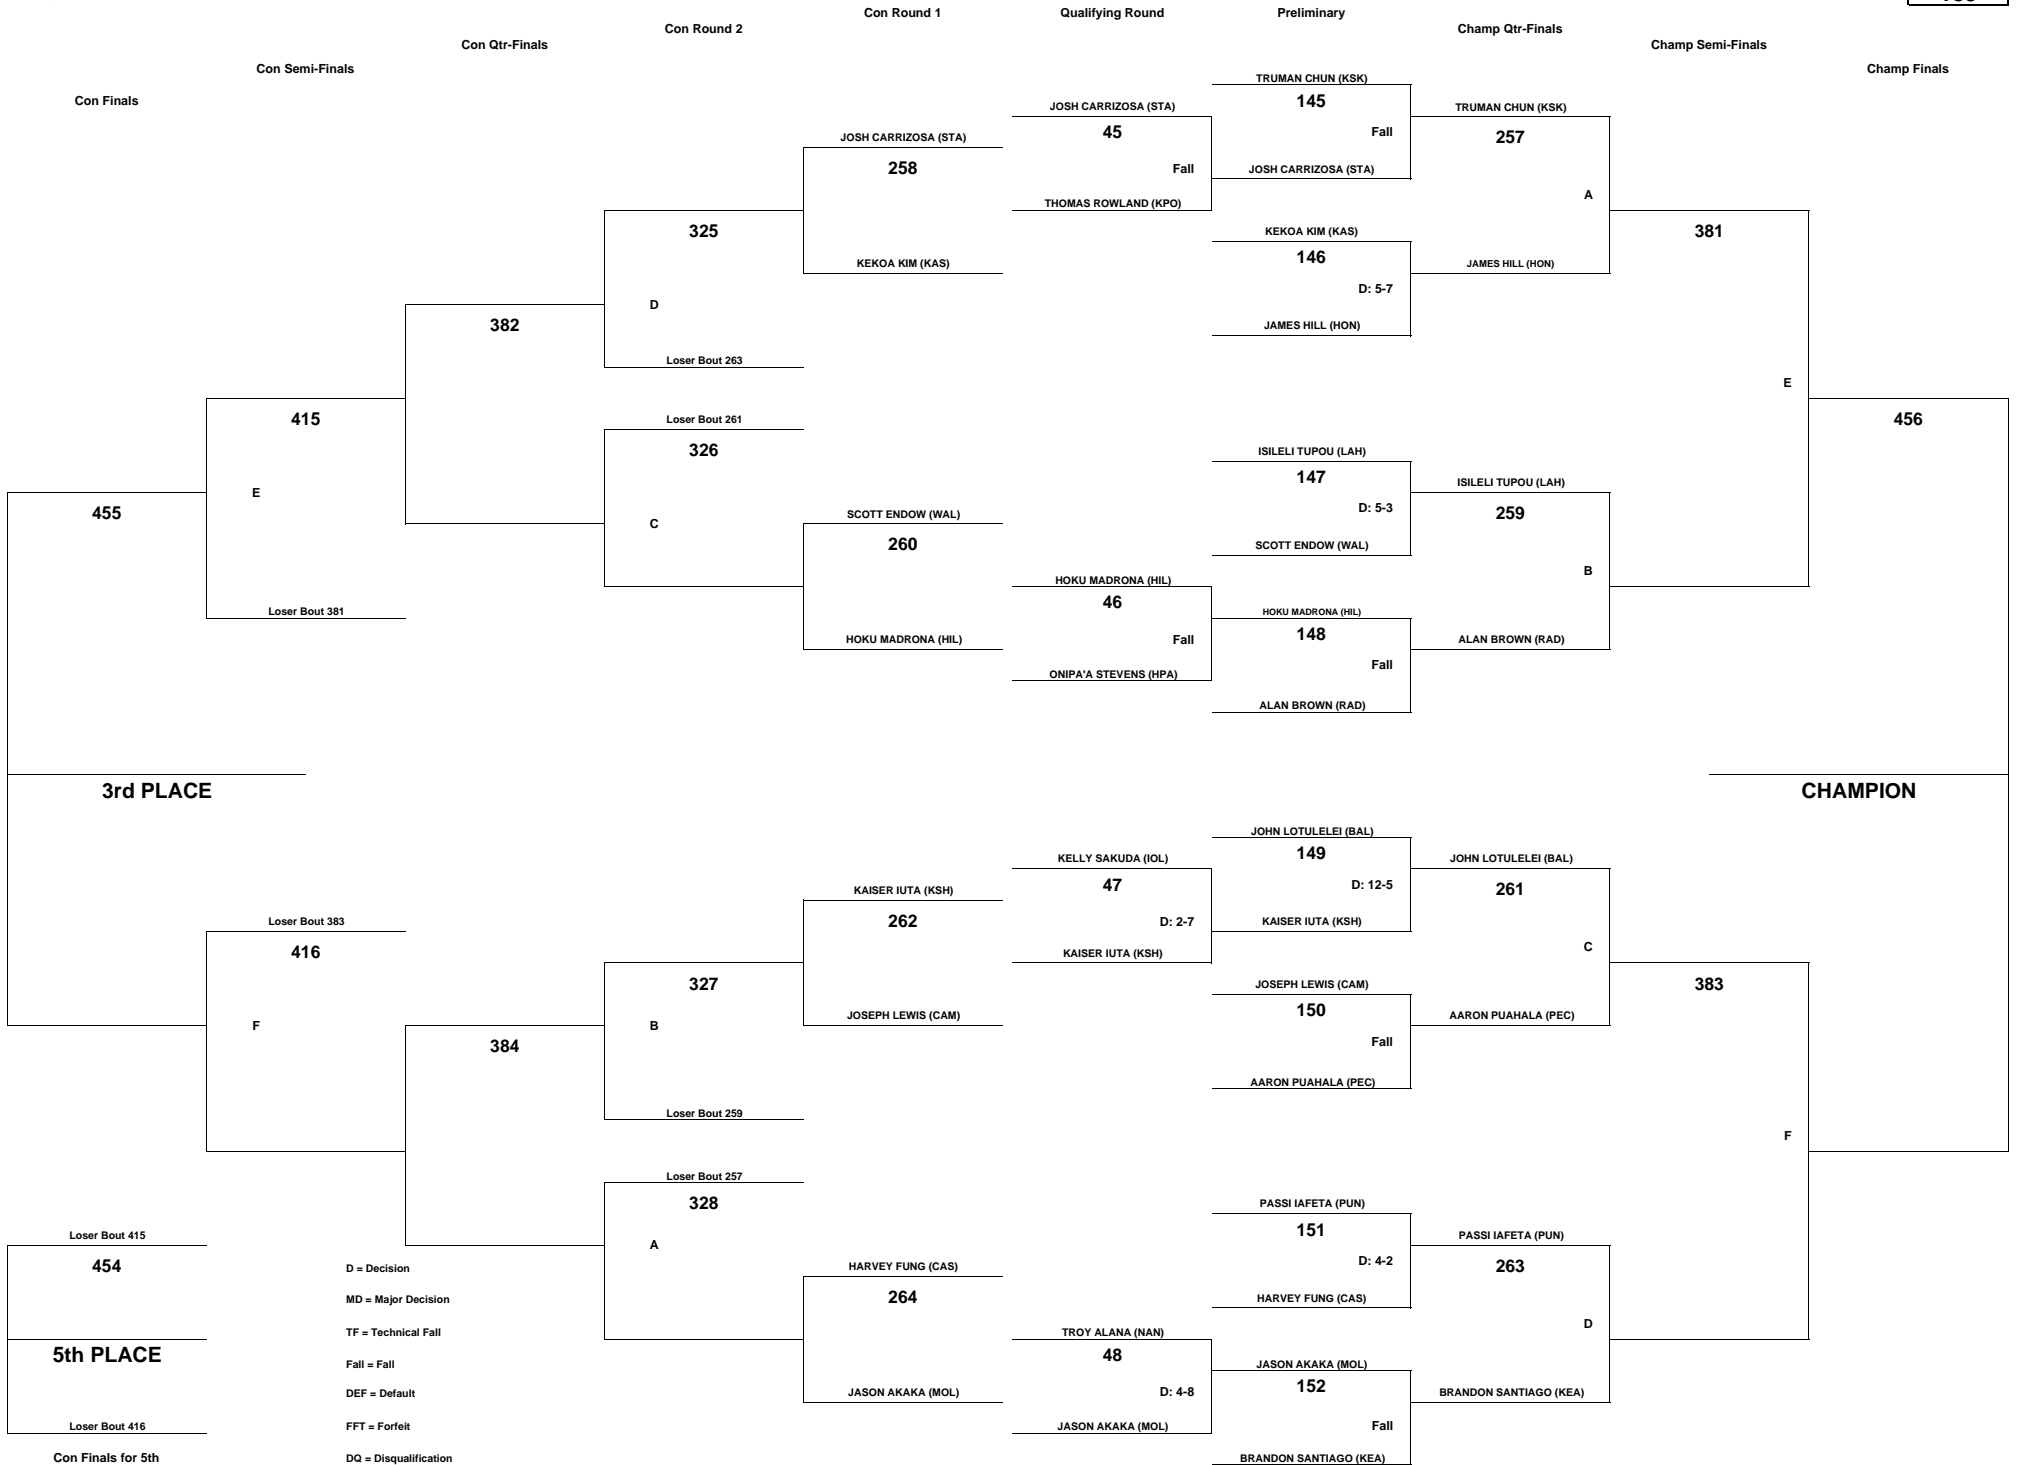 Con Round 1
Qualifying Round
Preliminary
Con Round 2
Champ Qtr-Finals
Con Qtr-Finals
Champ Semi-Finals
Con Semi-Finals
Champ Finals
Con Finals
TRUMAN CHUN (KSK)
145
Fall
JOSH CARRIZOSA (STA)
JOSH CARRIZOSA (STA)
45
Fall
THOMAS ROWLAND (KPO)
TRUMAN CHUN (KSK)
257
A
JAMES HILL (HON)
JOSH CARRIZOSA (STA)
258
KEKOA KIM (KAS)
KEKOA KIM (KAS)
146
D: 5-7
JAMES HILL (HON)
325
D
Loser Bout 263
381
E
382
Loser Bout 261
326
C
415
E
Loser Bout 381
456
455
ISILELI TUPOU (LAH)
147
D: 5-3
SCOTT ENDOW (WAL)
ISILELI TUPOU (LAH)
259
B
ALAN BROWN (RAD)
SCOTT ENDOW (WAL)
260
HOKU MADRONA (HIL)
HOKU MADRONA (HIL)
46
Fall
ONIPA'A STEVENS (HPA)
HOKU MADRONA (HIL)
148
Fall
ALAN BROWN (RAD)
3rd PLACE
CHAMPION
JOHN LOTULELEI (BAL)
149
D: 12-5
KAISER IUTA (KSH)
KELLY SAKUDA (IOL)
47
D: 2-7
KAISER IUTA (KSH)
JOHN LOTULELEI (BAL)
261
C
AARON PUAHALA (PEC)
KAISER IUTA (KSH)
262
JOSEPH LEWIS (CAM)
JOSEPH LEWIS (CAM)
150
Fall
AARON PUAHALA (PEC)
Loser Bout 383
416
F
327
B
Loser Bout 259
383
F
384
Loser Bout 257
328
A
PASSI IAFETA (PUN)
151
D: 4-2
HARVEY FUNG (CAS)
PASSI IAFETA (PUN)
263
D
BRANDON SANTIAGO (KEA)
HARVEY FUNG (CAS)
264
JASON AKAKA (MOL)
TROY ALANA (NAN)
48
D: 4-8
JASON AKAKA (MOL)
JASON AKAKA (MOL)
152
Fall
BRANDON SANTIAGO (KEA)
Loser Bout 415
454
5th PLACE
Loser Bout 416
Con Finals for 5th
D = Decision
MD = Major Decision
TF = Technical Fall
Fall = Fall
DEF = Default
FFT = Forfeit
DQ = Disqualification